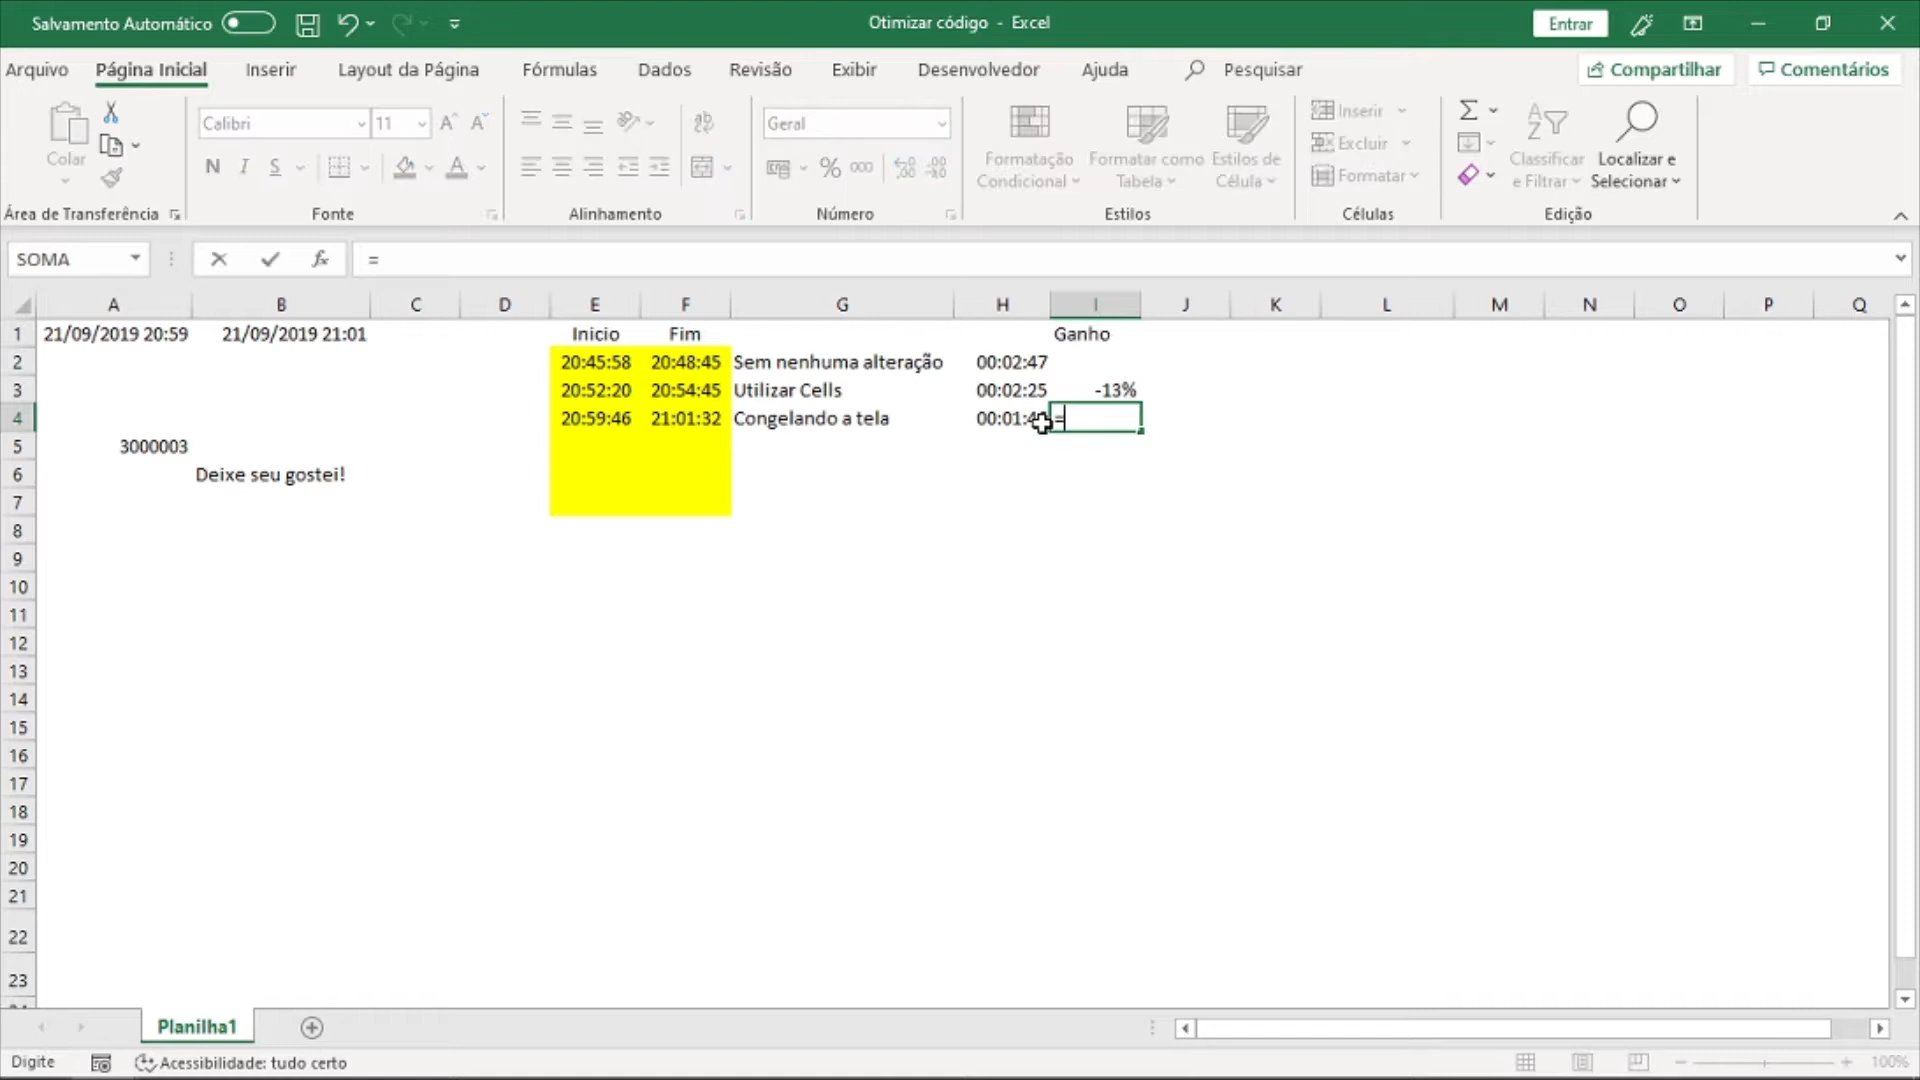 Salvamento Automático
Otimizar código - Excel
Entrar
Arquivo Página Inicial Inserir Layout da Página Fórmulas Dados Revisão Exibir Desenvolvedor Ajuda Pesquisar Compartilhar Comentários
Colar
Calibri 11
N I S
Geral
% 000
Formatação Condicional
Formatar como Tabela
Estilos de Célula
Inserir
Excluir
Formatar
Classificar e Filtrar
Localizar e Selecionar
Área de Transferência Fonte Alinhamento Número Estilos Células Edição
SOMA fx =
A B C D E F G H I J K L M N O P Q
1 21/09/2019 20:59 21/09/2019 21:01 Inicio Fim Ganho
2 20:45:58 20:48:45 Sem nenhuma alteração 00:02:47
3 20:52:20 20:54:45 Utilizar Cells 00:02:25 -13%
4 20:59:46 21:01:32 Congelando a tela =
5 3000003
6 Deixe seu gostei!
7
8
9
10
11
12
13
14
15
16
17
18
19
20
21
22
23
Planilha1
Digite Acessibilidade: tudo certo 100%